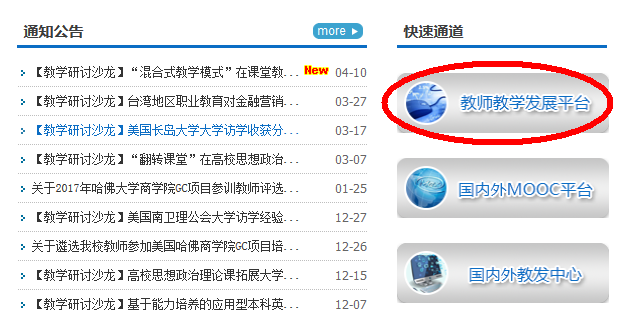 通知公告
more
【教学研讨沙龙】“混合式教学模式”在课堂教... New 04-10
【教学研讨沙龙】台湾地区职业教育对金融营销... 03-27
【教学研讨沙龙】美国长岛大学大学访学收获分... 03-17
【教学研讨沙龙】“翻转课堂”在高校思想政治... 03-07
关于2017年哈佛大学商学院GC项目参训教师评选... 01-25
【教学研讨沙龙】美国南卫理公会大学访学经验... 12-27
关于遴选我校教师参加美国哈佛商学院GC项目培... 12-26
【教学研讨沙龙】高校思想政治理论课拓展大学... 12-15
【教学研讨沙龙】基于能力培养的应用型本科英... 12-07
快速通道
教师教学发展平台
国内外MOOC平台
国内外教发中心